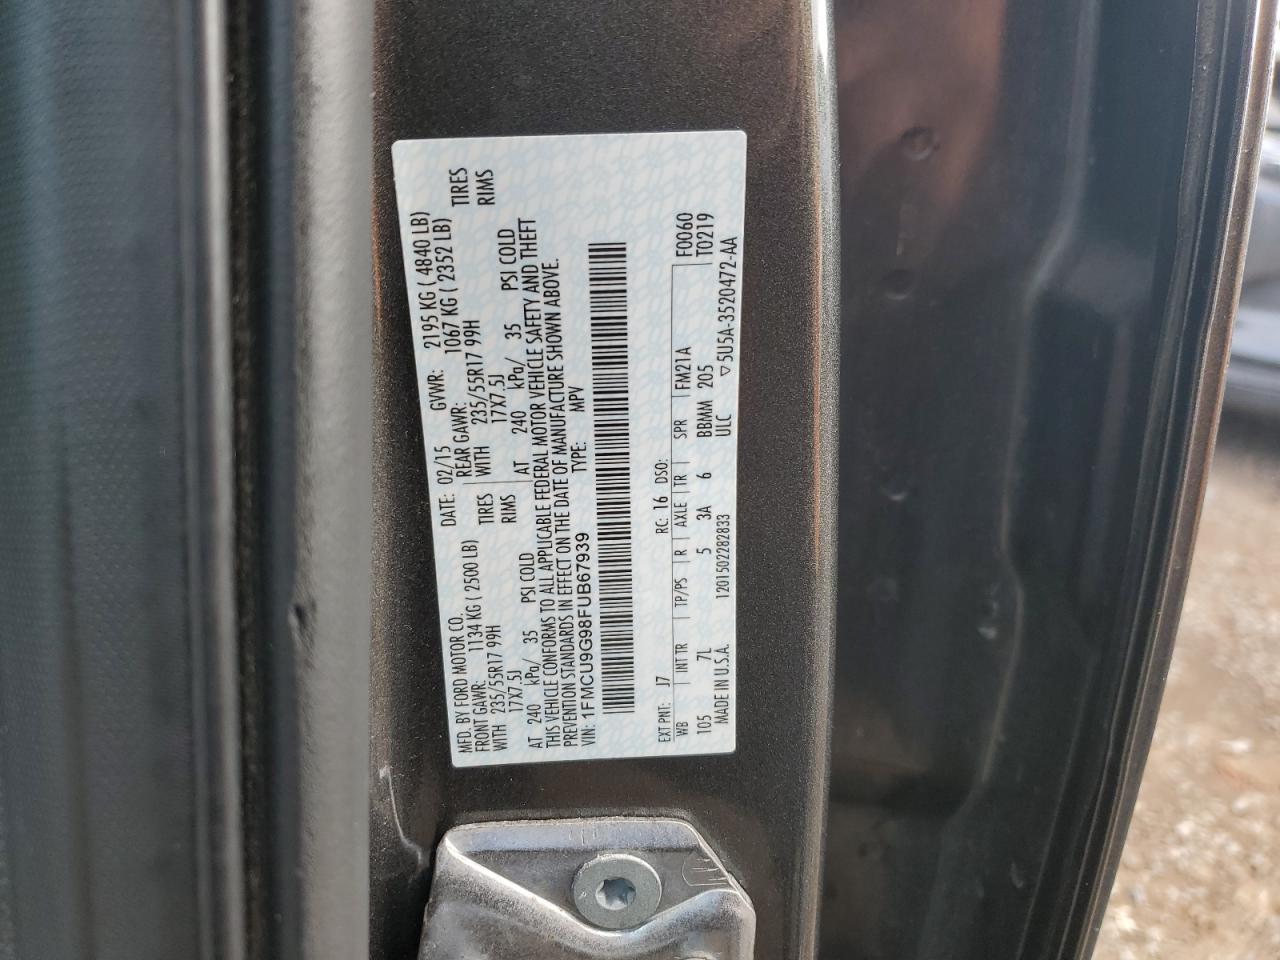 MFD. BY FORD MOTOR CO.
DATE: 02/15 GVWR: 2195 KG ( 4840 LB)
FRONT GAWR: 1134 KG ( 2500 LB) REAR GAWR: 1067 KG ( 2352 LB)
WITH 235/55R17 99H TIRES WITH 235/55R17 99H TIRES
17X7.5J RIMS 17X7.5J RIMS
AT 240 kPa/ 35 PSI COLD AT 240 kPa/ 35 PSI COLD
THIS VEHICLE CONFORMS TO ALL APPLICABLE FEDERAL MOTOR VEHICLE SAFETY AND THEFT
PREVENTION STANDARDS IN EFFECT ON THE DATE OF MANUFACTURE SHOWN ABOVE.
VIN: 1FMCU9G98FUB67939 TYPE: MPV
F0060
EXT PNT: J7 RC: 16 DSO: T0219
WB | INT TR | TP/PS | R | AXLE | TR | SPR | FM21A
105 7L 5 3A 6 BBMM 205
MADE IN U.S.A. 1201502282833 ULC ▽5U5A-3520472-AA